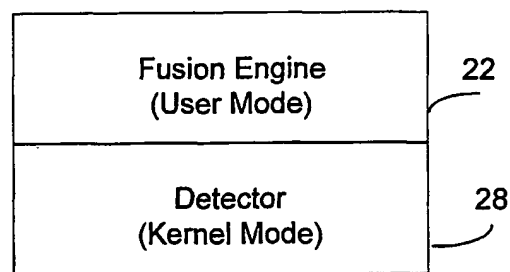 Fusion Engine
(User Mode)
22
Detector
(Kernel Mode)
28